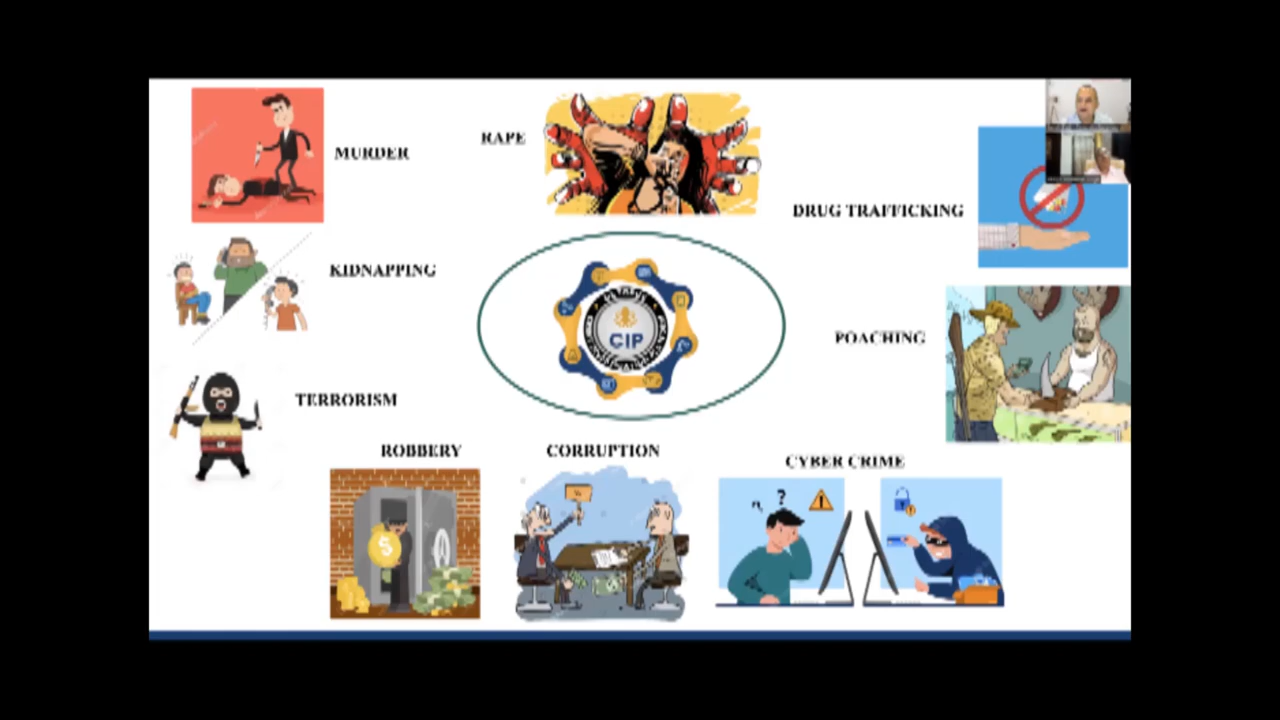 MURDER
RAPE
DRUG TRAFFICKING
KIDNAPPING
CIP
POACHING
TERRORISM
ROBBERY
CORRUPTION
CYBER CRIME
?
$